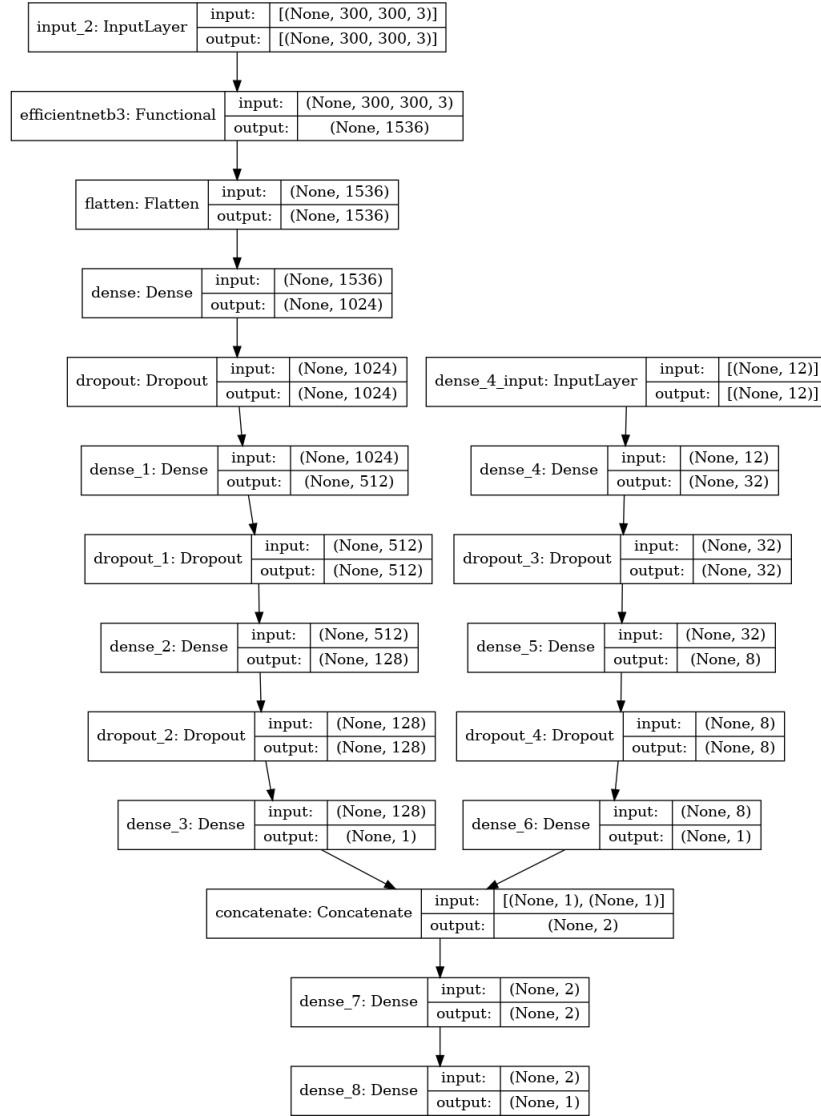 input_2: InputLayer
input: [(None, 300, 300, 3)]
output: [(None, 300, 300, 3)]
efficientnetb3: Functional
input: (None, 300, 300, 3)
output: (None, 1536)
flatten: Flatten
input: (None, 1536)
output: (None, 1536)
dense: Dense
input: (None, 1536)
output: (None, 1024)
dropout: Dropout
input: (None, 1024)
output: (None, 1024)
dense_1: Dense
input: (None, 1024)
output: (None, 512)
dropout_1: Dropout
input: (None, 512)
output: (None, 512)
dense_2: Dense
input: (None, 512)
output: (None, 128)
dropout_2: Dropout
input: (None, 128)
output: (None, 128)
dense_3: Dense
input: (None, 128)
output: (None, 1)
dense_4_input: InputLayer
input: [(None, 12)]
output: [(None, 12)]
dense_4: Dense
input: (None, 12)
output: (None, 32)
dropout_3: Dropout
input: (None, 32)
output: (None, 32)
dense_5: Dense
input: (None, 32)
output: (None, 8)
dropout_4: Dropout
input: (None, 8)
output: (None, 8)
dense_6: Dense
input: (None, 8)
output: (None, 1)
concatenate: Concatenate
input: [(None, 1), (None, 1)]
output: (None, 2)
dense_7: Dense
input: (None, 2)
output: (None, 2)
dense_8: Dense
input: (None, 2)
output: (None, 1)